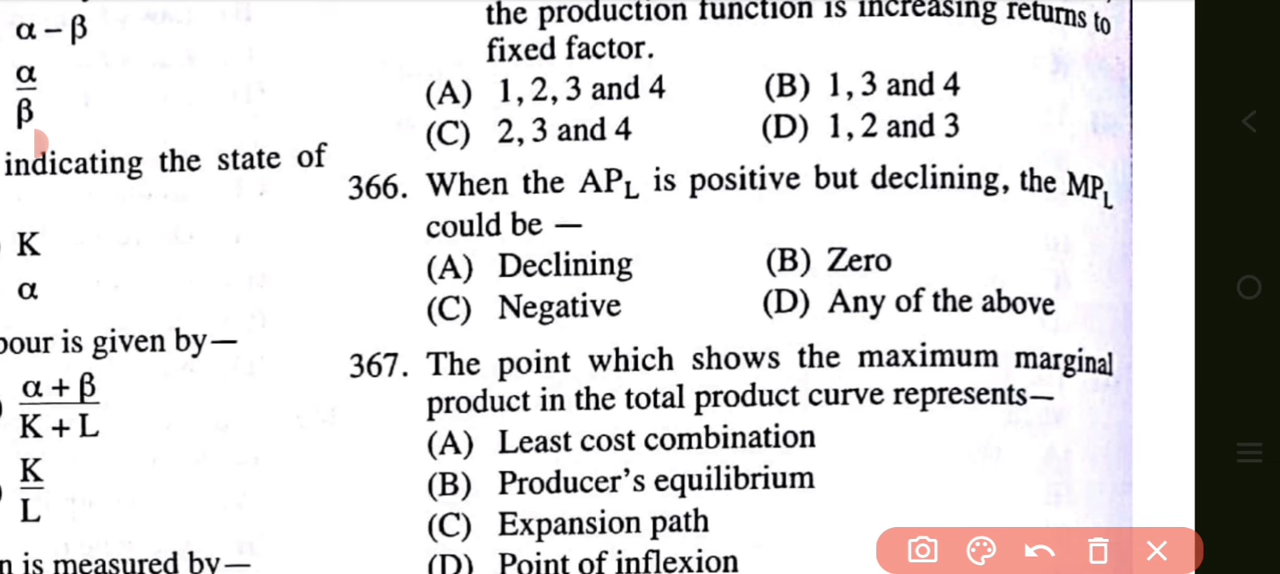 α – β
α
β
indicating the state of
K
α
our is given by—
α + β
K + L
K
L
is measured by—
the production function is increasing returns to
fixed factor.
(A) 1, 2, 3 and 4 (B) 1, 3 and 4
(C) 2, 3 and 4 (D) 1, 2 and 3
366. When the APL is positive but declining, the MPL
could be —
(A) Declining (B) Zero
(C) Negative (D) Any of the above
367. The point which shows the maximum marginal
product in the total product curve represents—
(A) Least cost combination
(B) Producer's equilibrium
(C) Expansion path
(D) Point of inflexion